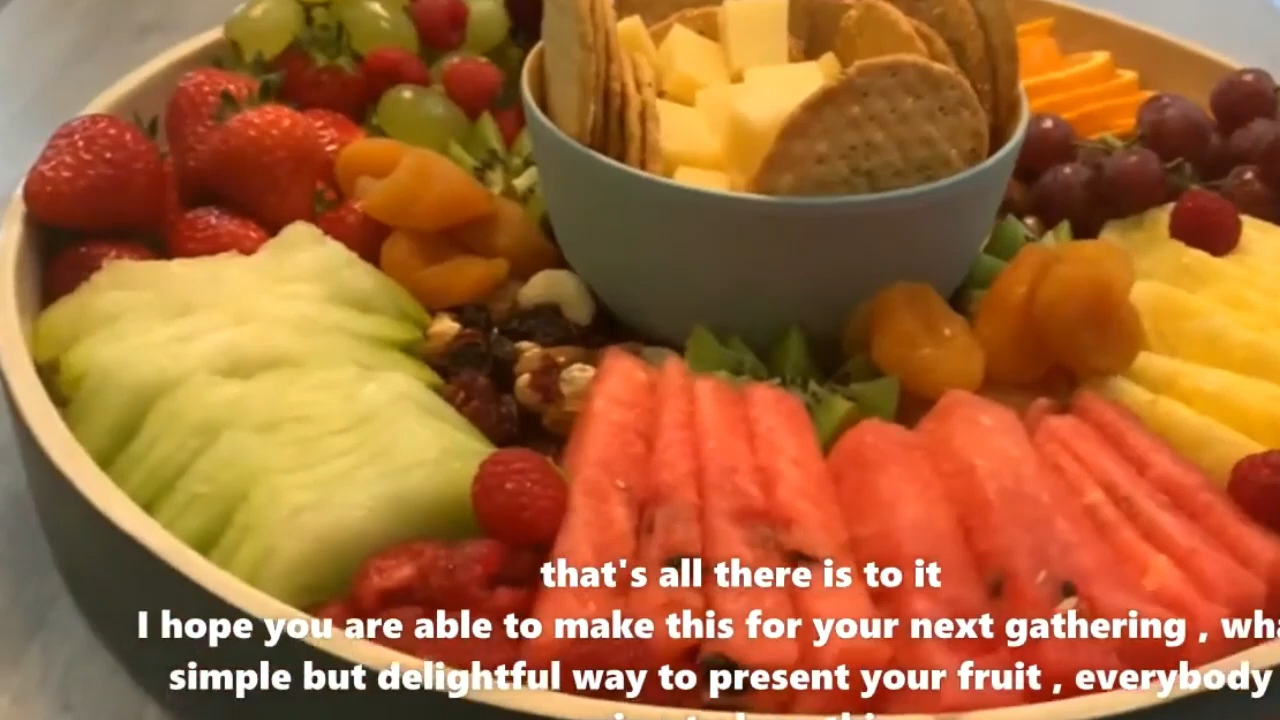 that's all there is to it
I hope you are able to make this for your next gathering ,
simple but delightful way to present your fruit , everybody